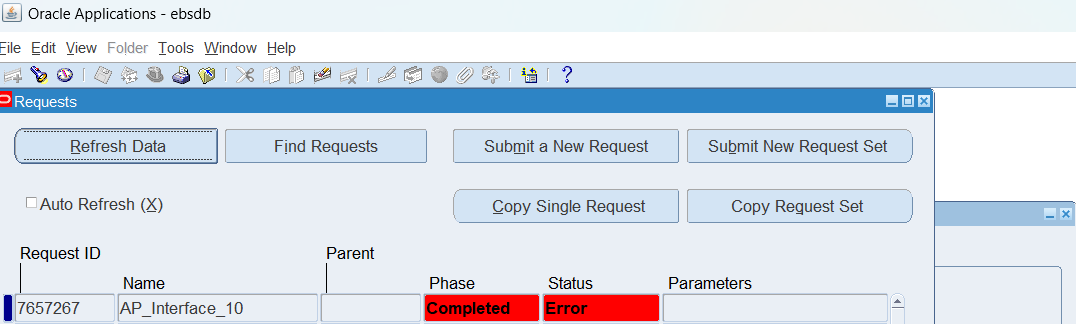 Oracle Applications - ebsdb
File Edit View Folder Tools Window Help
Requests
Refresh Data Find Requests Submit a New Request Submit New Request Set
Auto Refresh (X) Copy Single Request Copy Request Set
Request ID Parent
Name Phase Status Parameters
7657267 AP_Interface_10 Completed Error